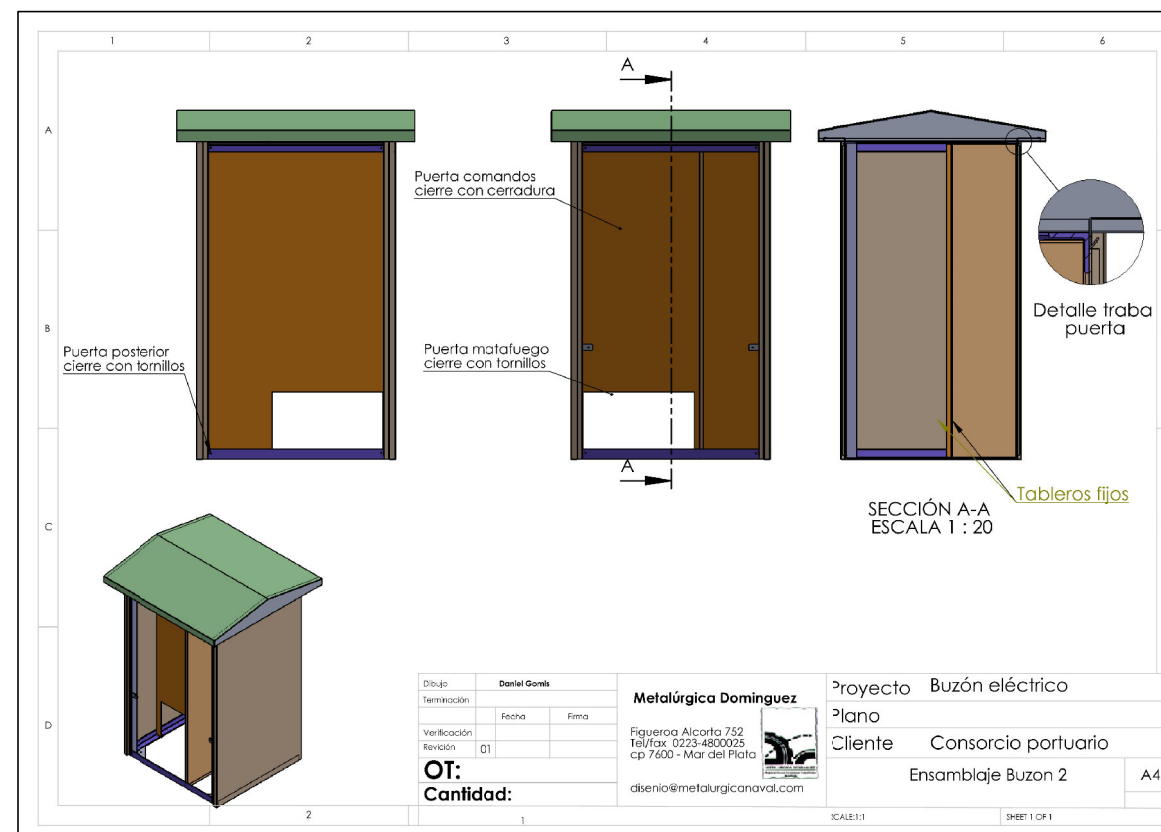 1
2
3
4
5
6
A
B
C
D
A
A
Puerta comandos
cierre con cerradura
Puerta posterior
cierre con tornillos
Puerta matafuego
cierre con tornillos
Detalle traba
puerta
Tableros fijos
SECCIÓN A-A
ESCALA 1 : 20
Dibujo
Daniel Gomis
Terminación
Fecha
Firma
Verificación
Revición
01
OT:
Cantidad:
Metalúrgica Dominguez
Figueroa Alcorta 752
Tel/fax 0223-4800025
cp 7600 - Mar del Plata
disenio@metalurgicanaval.com
Proyecto
Buzón eléctrico
Plano
Cliente
Consorcio portuario
Ensamblaje Buzon 2
A4
SCALE:1:1
SHEET 1 OF 1
2
1